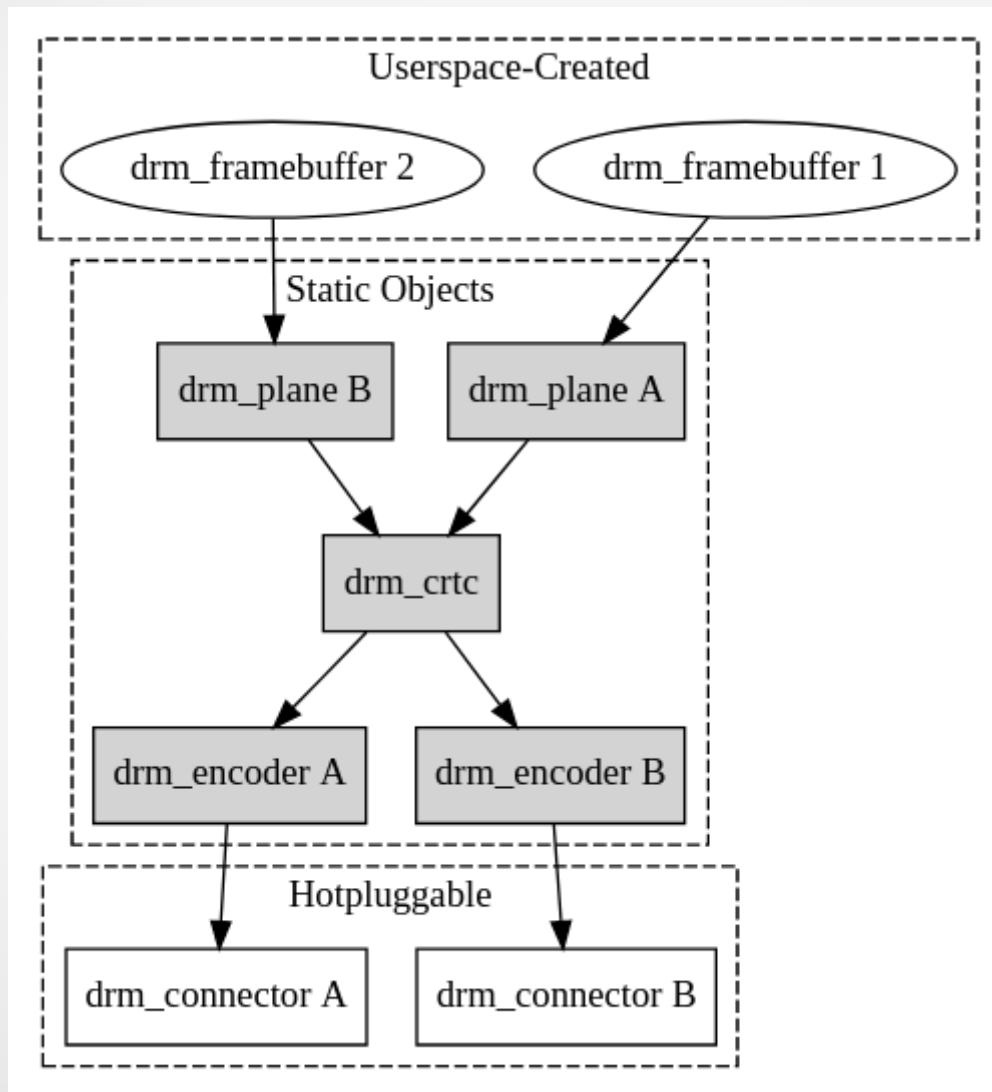 Userspace-Created
drm_framebuffer 2
drm_framebuffer 1
Static Objects
drm_plane B
drm_plane A
drm_crtc
drm_encoder A
drm_encoder B
Hotpluggable
drm_connector A
drm_connector B